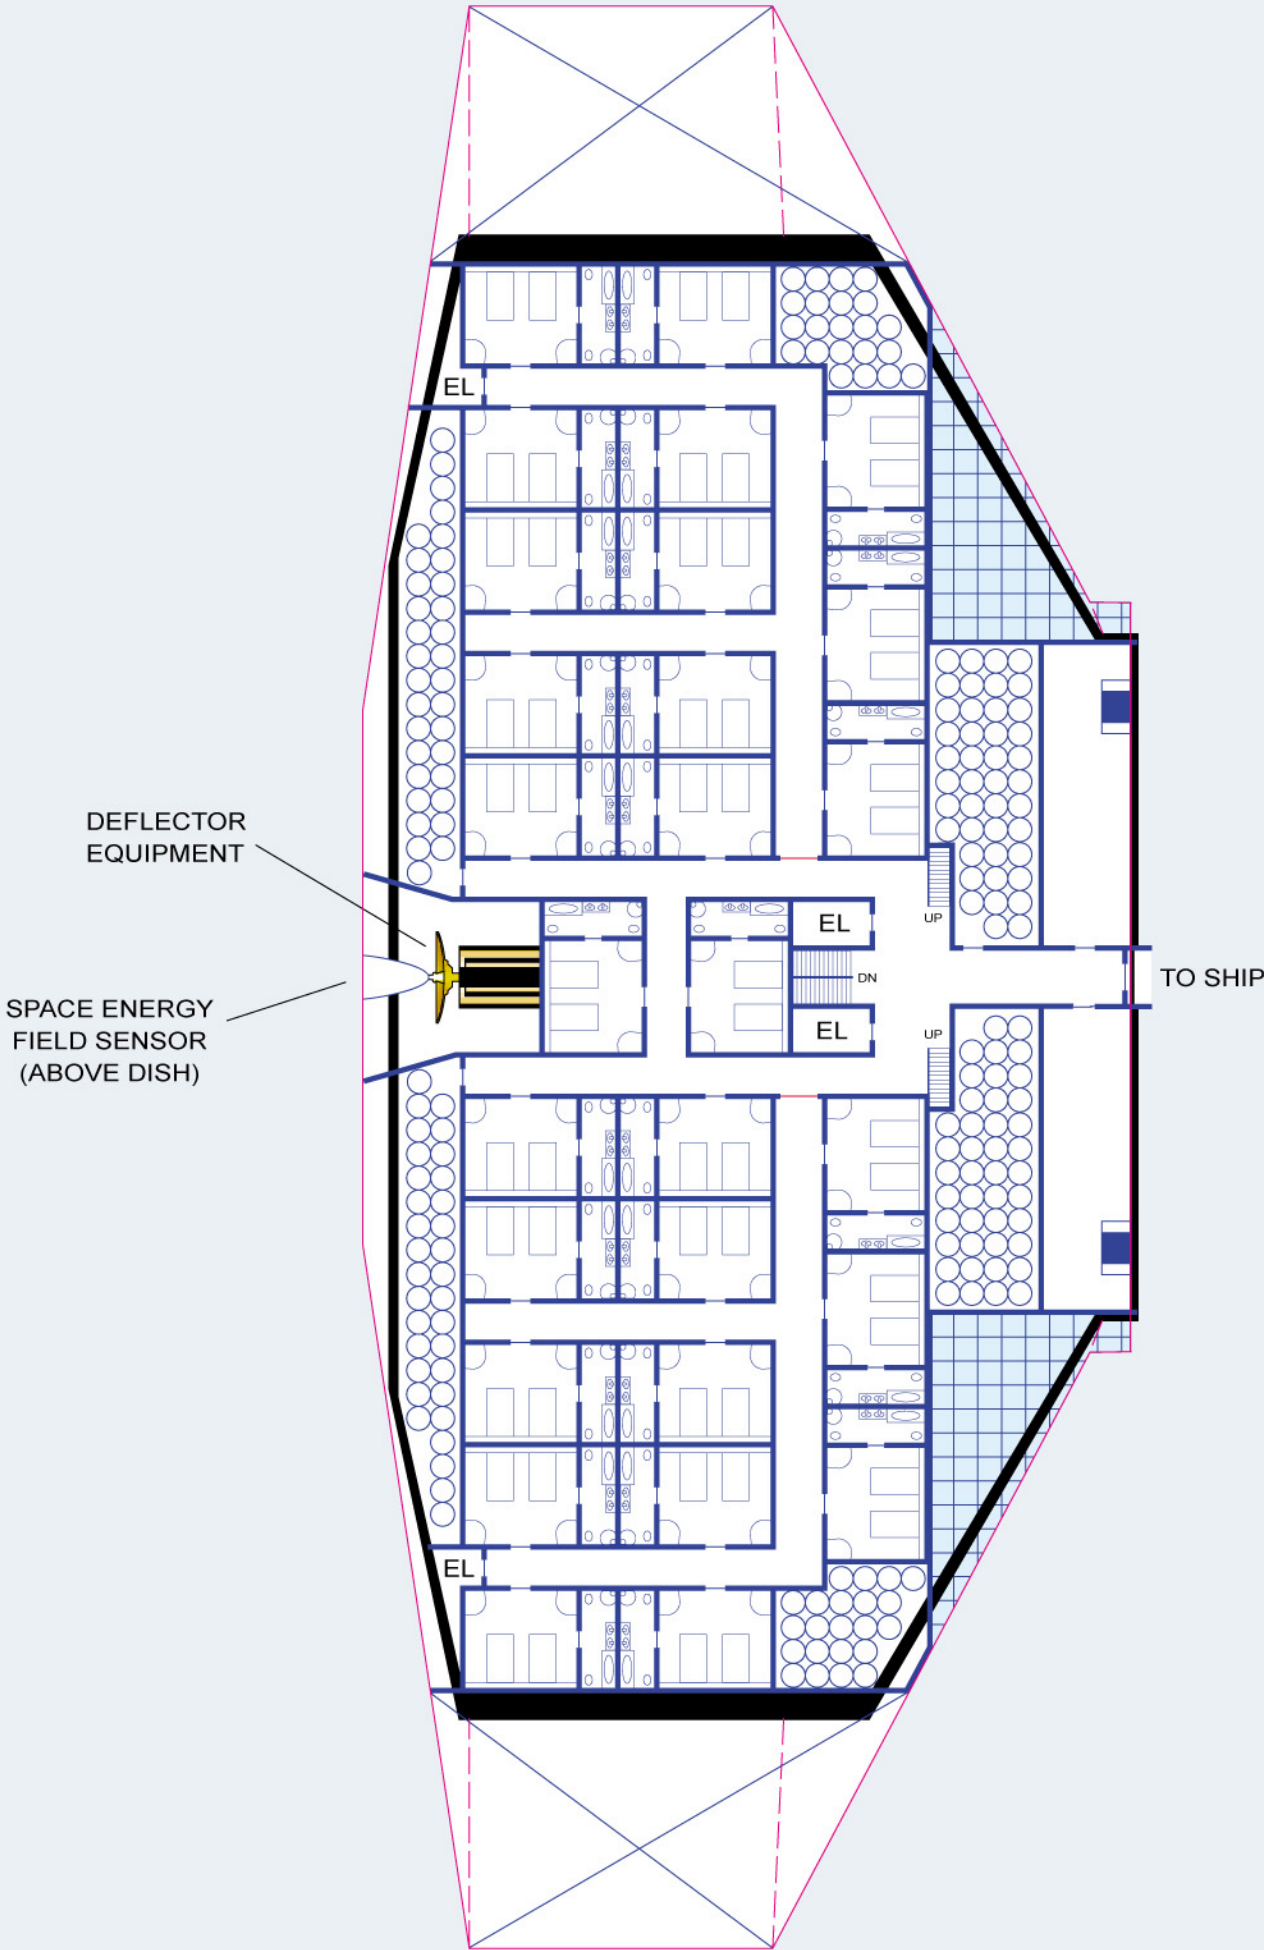 EL
DEFLECTOR
EQUIPMENT
EL
UP
DN
TO SHIP
SPACE ENERGY
FIELD SENSOR
(ABOVE DISH)
EL
UP
EL